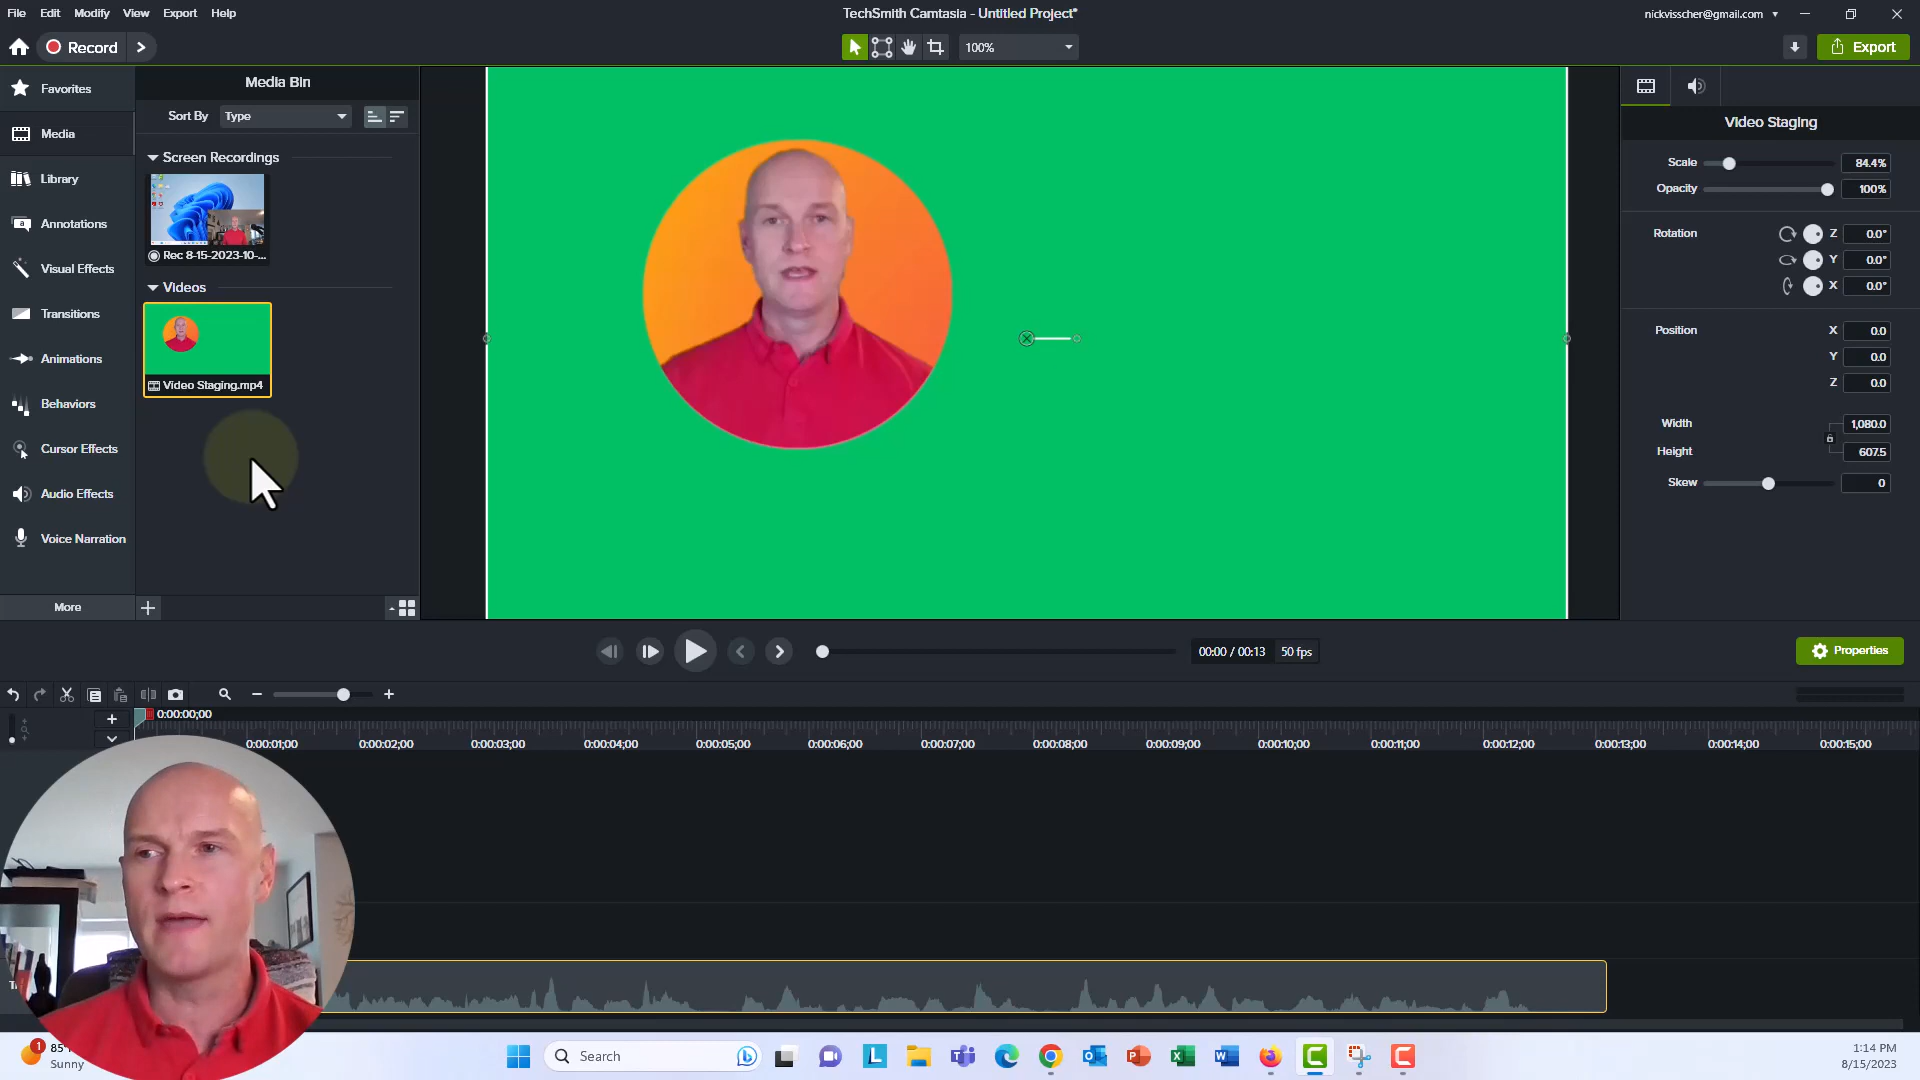 File Edit Modify View Export Help
TechSmith Camtasia - Untitled Project*
nickvisscher@gmail.com
Record
100%
Export
Favorites
Media
Library
Annotations
Visual Effects
Transitions
Animations
Behaviors
Cursor Effects
Audio Effects
Voice Narration
More
Media Bin
Sort By Type
Screen Recordings
Rec 8-15-2023-10-...
Videos
Video Staging.mp4
Video Staging
Scale 84.4%
Opacity 100%
Rotation Z 0.0°
Y 0.0°
X 0.0°
Position X 0.0
Y 0.0
Z 0.0
Width 1,080.0
Height 607.5
Skew 0
00:00 / 00:13 50 fps
Properties
0:00:00;00
0:00:01;00 0:00:02;00 0:00:03;00 0:00:04;00 0:00:05;00 0:00:06;00 0:00:07;00 0:00:08;00 0:00:09;00 0:00:10;00 0:00:11;00 0:00:12;00 0:00:13;00 0:00:14;00 0:00:15;00
1
Sunny
Search
1:14 PM
8/15/2023